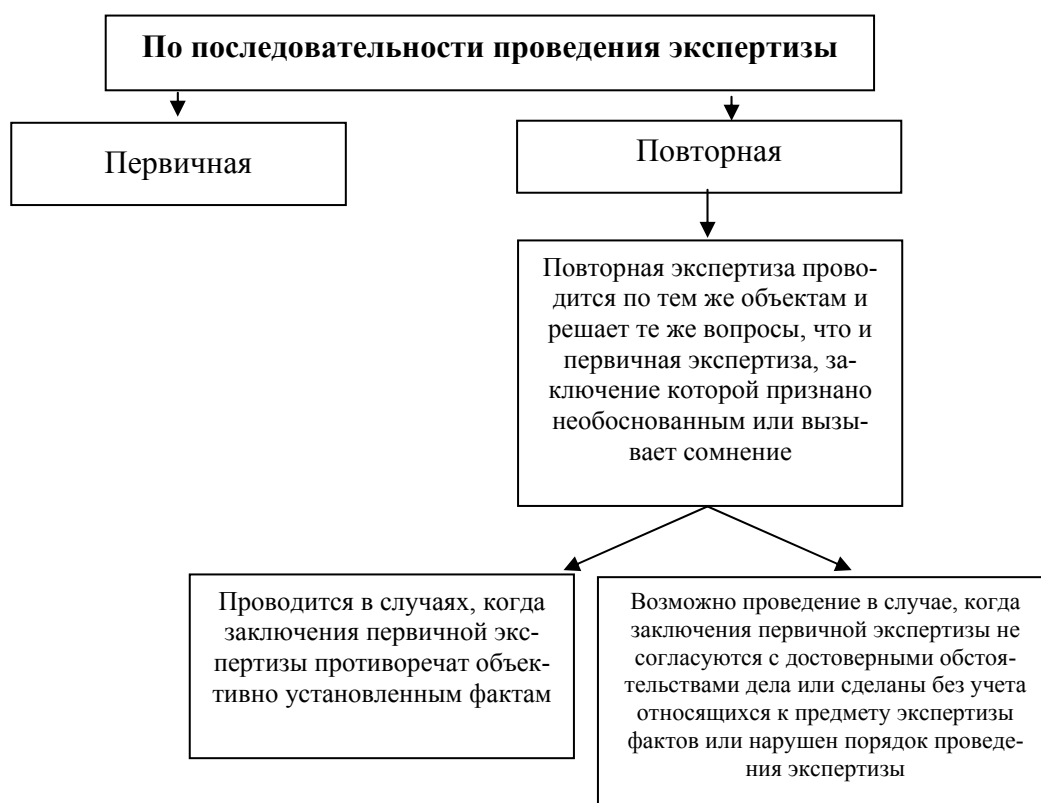 По последовательности проведения экспертизы
Первичная
Повторная
Повторная экспертиза прово-
дится по тем же объектам и
решает те же вопросы, что и
первичная экспертиза, за-
ключение которой признано
необоснованным или вызы-
вает сомнение
Проводится в случаях, когда
заключения первичной экс-
пертизы противоречат объек-
тивно установленным фактам
Возможно проведение в случае, когда
заключения первичной экспертизы не
согласуются с достоверными обстоя-
тельствами дела или сделаны без учета
относящихся к предмету экспертизы
фактов или нарушен порядок проведе-
ния экспертизы